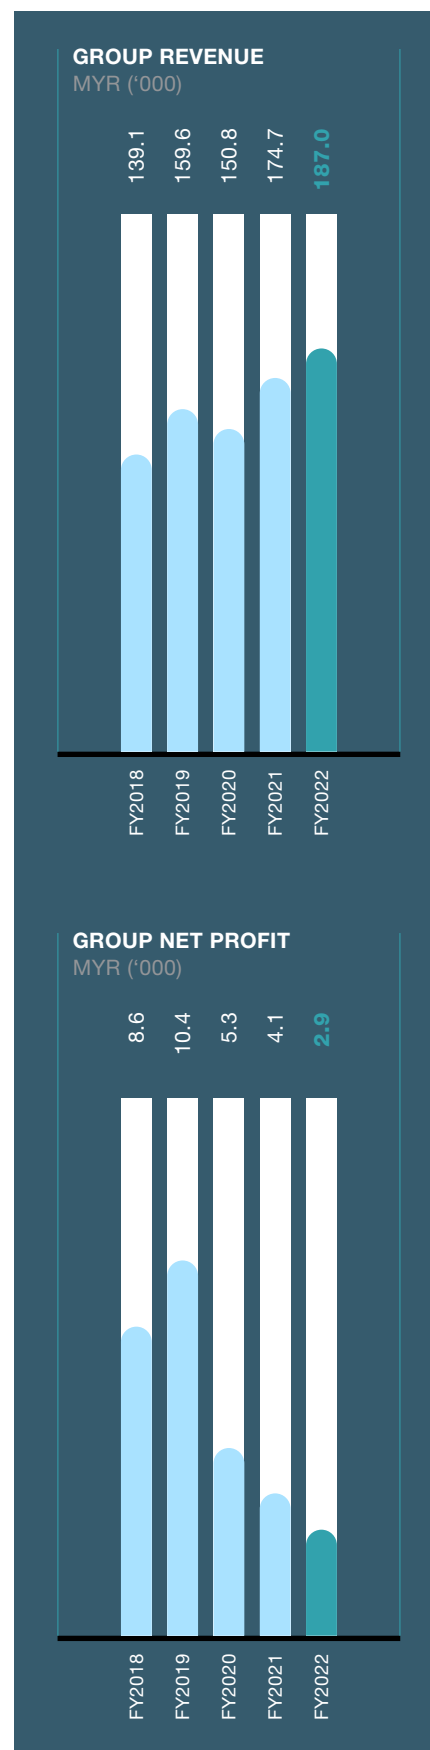 GROUP REVENUE
MYR (‘000)
139.1
159.6
150.8
174.7
187.0
FY2018
FY2019
FY2020
FY2021
FY2022
GROUP NET PROFIT
MYR (‘000)
8.6
10.4
5.3
4.1
2.9
FY2018
FY2019
FY2020
FY2021
FY2022